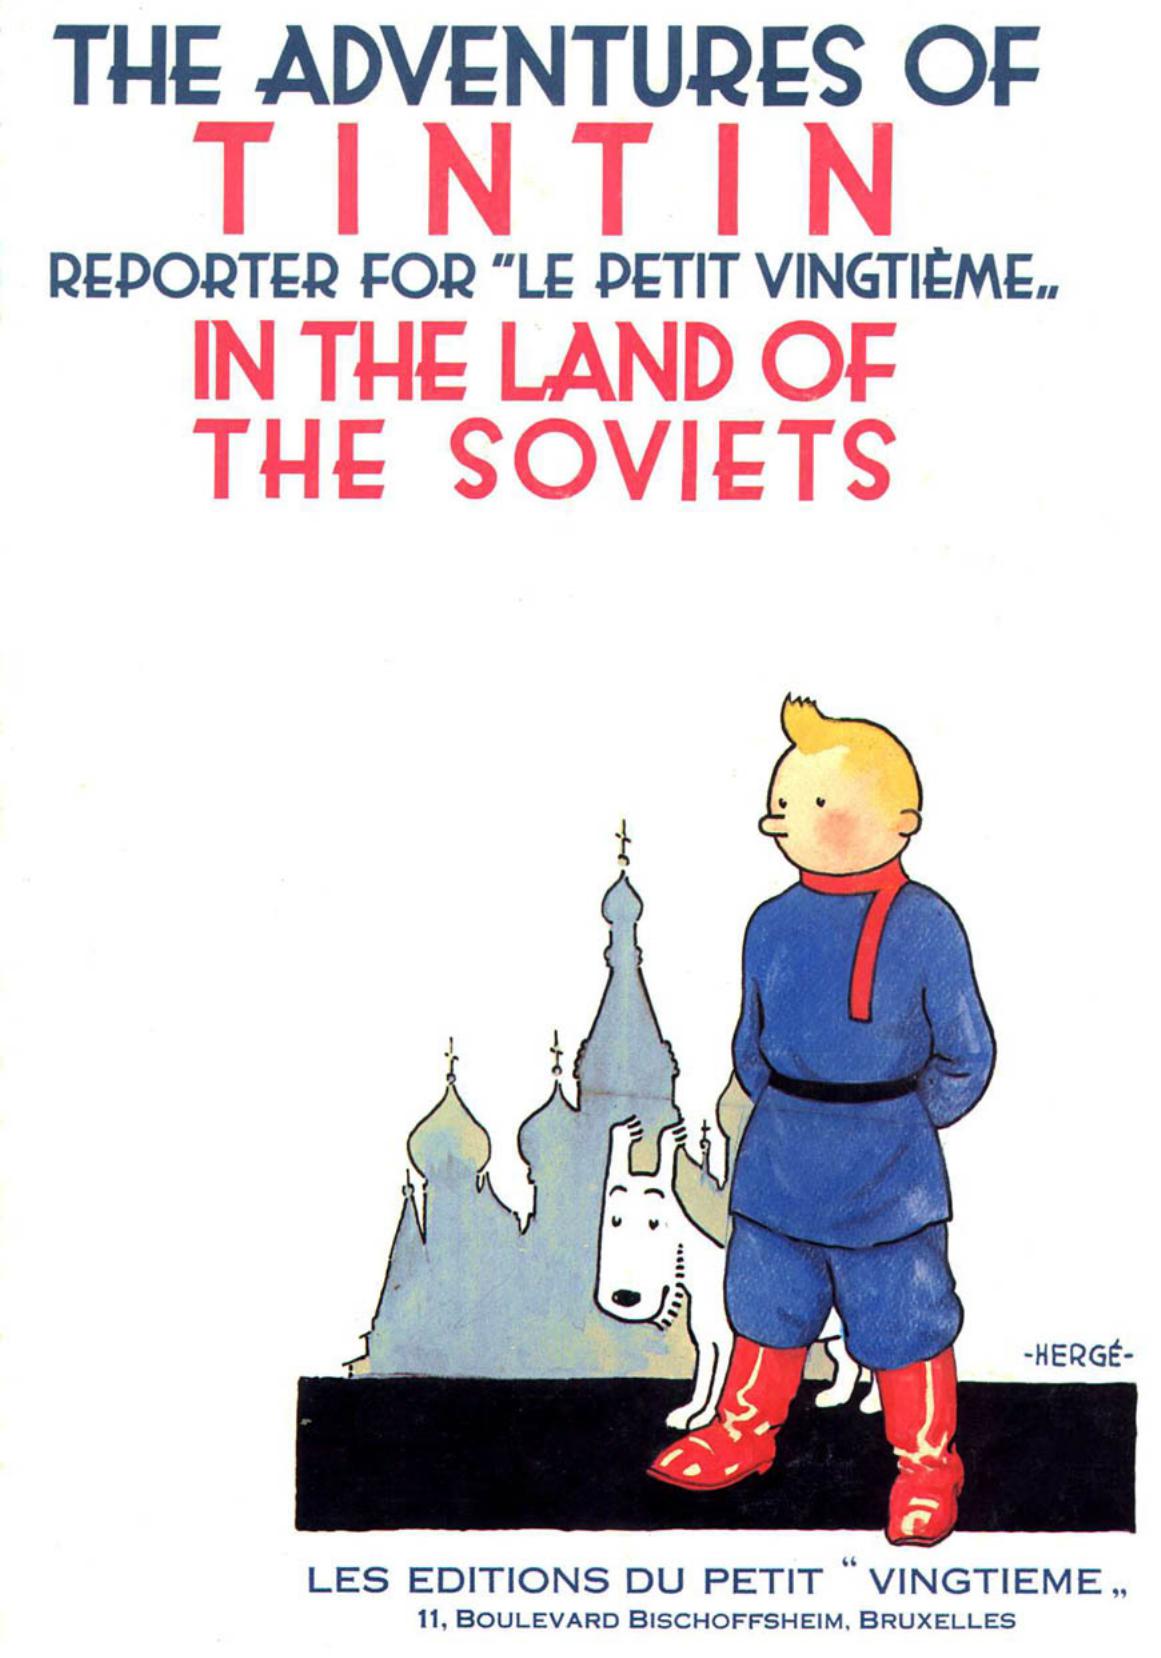 THE ADVENTURES OF
TINTIN
REPORTER FOR "LE PETIT VINGTIÈME„
IN THE LAND OF
THE SOVIETS
-HERGÉ-
LES EDITIONS DU PETIT “ VINGTIEME „
11, BOULEVARD BISCHOFFSHEIM, BRUXELLES